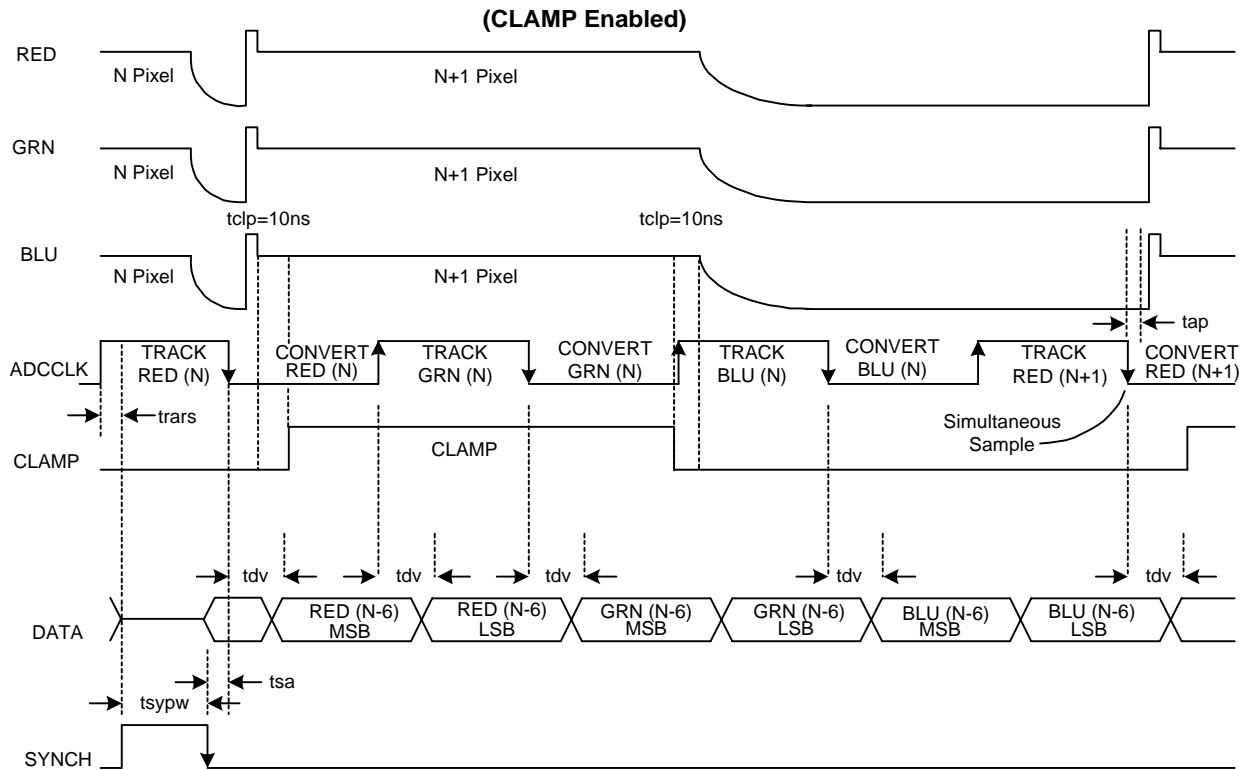 (CLAMP Enabled)
RED
N Pixel
N+1 Pixel
GRN
N Pixel
N+1 Pixel
tclp=10ns
tclp=10ns
BLU
N Pixel
N+1 Pixel
tap
ADCCLK
TRACK
RED (N)
CONVERT
RED (N)
TRACK
GRN (N)
CONVERT
GRN (N)
TRACK
BLU (N)
CONVERT
BLU (N)
TRACK
RED (N+1)
CONVERT
RED (N+1)
trars
Simultaneous
Sample
CLAMP
CLAMP
tdv
tdv
tdv
tdv
tdv
DATA
RED (N-6)
MSB
RED (N-6)
LSB
GRN (N-6)
MSB
GRN (N-6)
LSB
BLU (N-6)
MSB
BLU (N-6)
LSB
tsa
tsypw
SYNCH